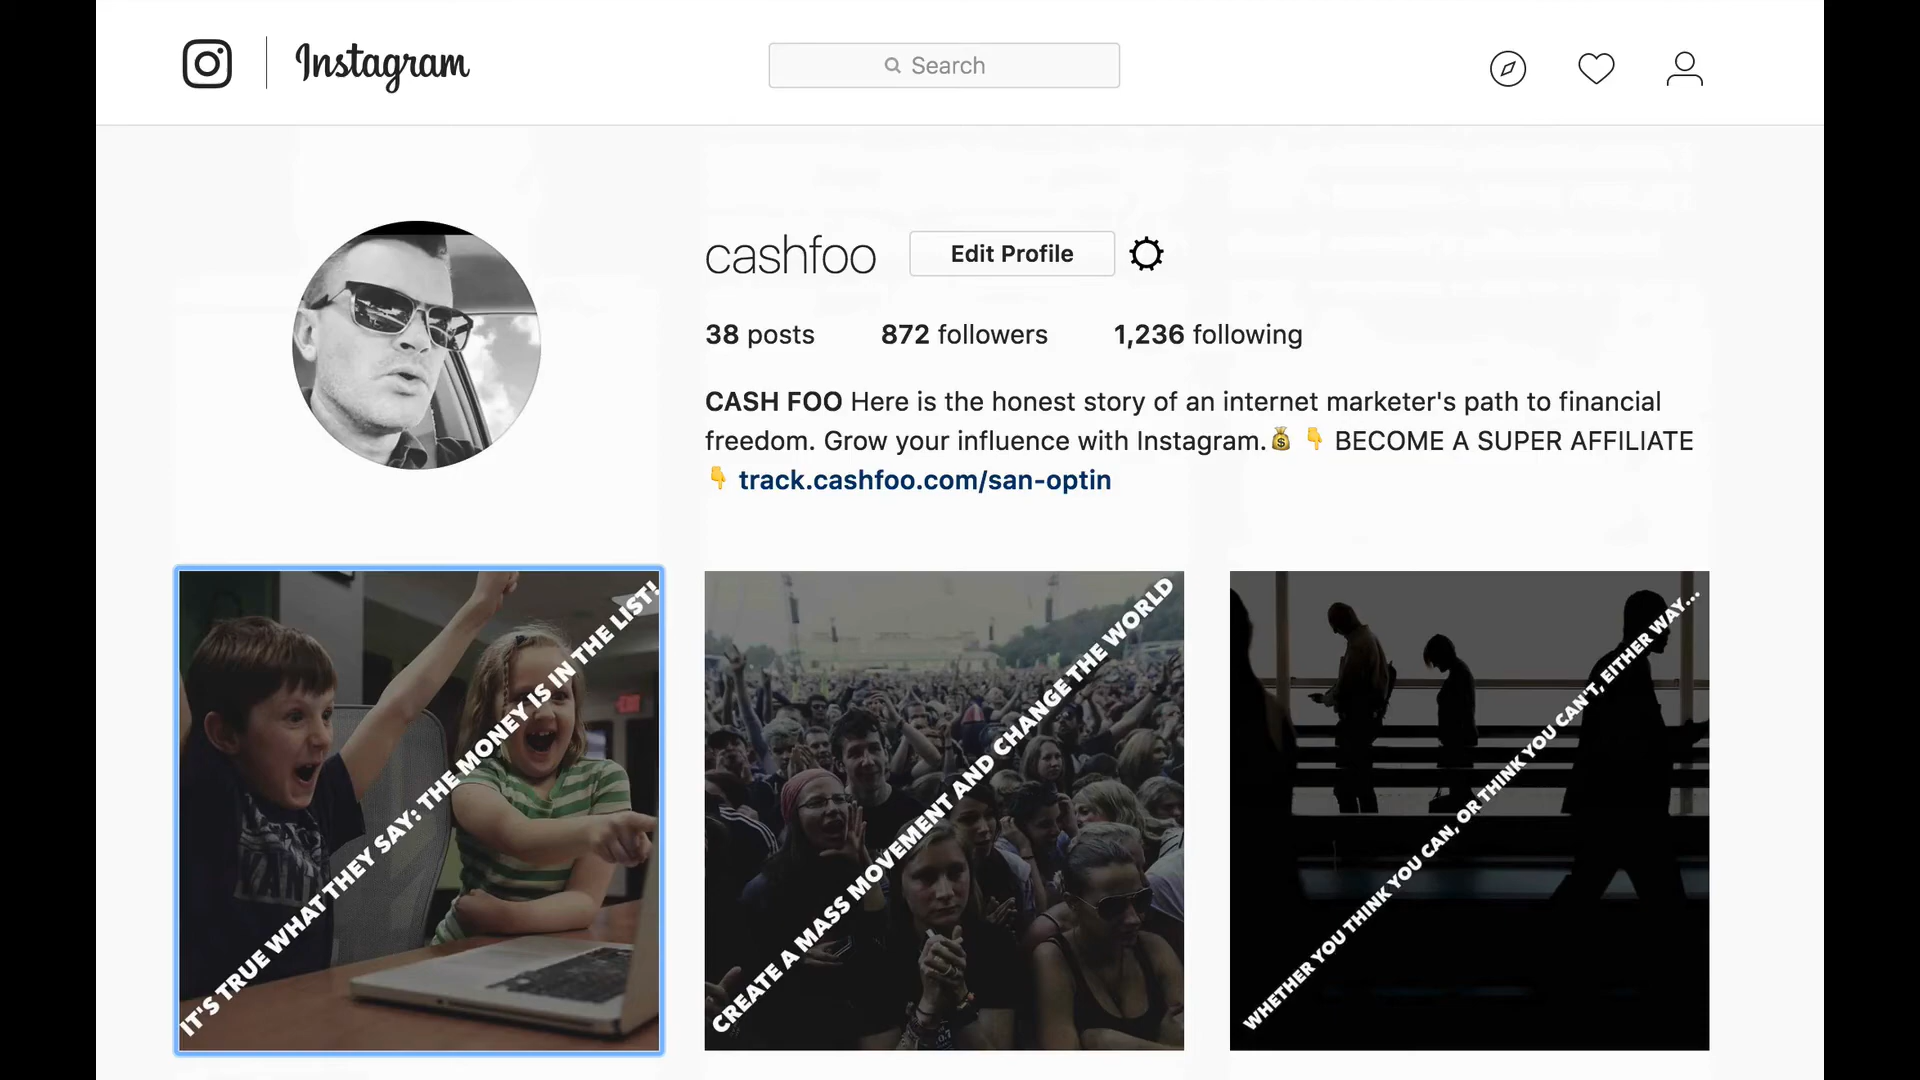 Instagram
Search
cashfoo Edit Profile
38 posts 872 followers 1,236 following
CASH FOO Here is the honest story of an internet marketer's path to financial
freedom. Grow your influence with Instagram.💰 👇 BECOME A SUPER AFFILIATE
👇 track.cashfoo.com/san-optin
IT'S TRUE WHAT THEY SAY: THE MONEY IS IN THE LIST!
CREATE A MASS MOVEMENT AND CHANGE THE WORLD
WHETHER YOU THINK YOU CAN, OR THINK YOU CAN'T, EITHER WAY...